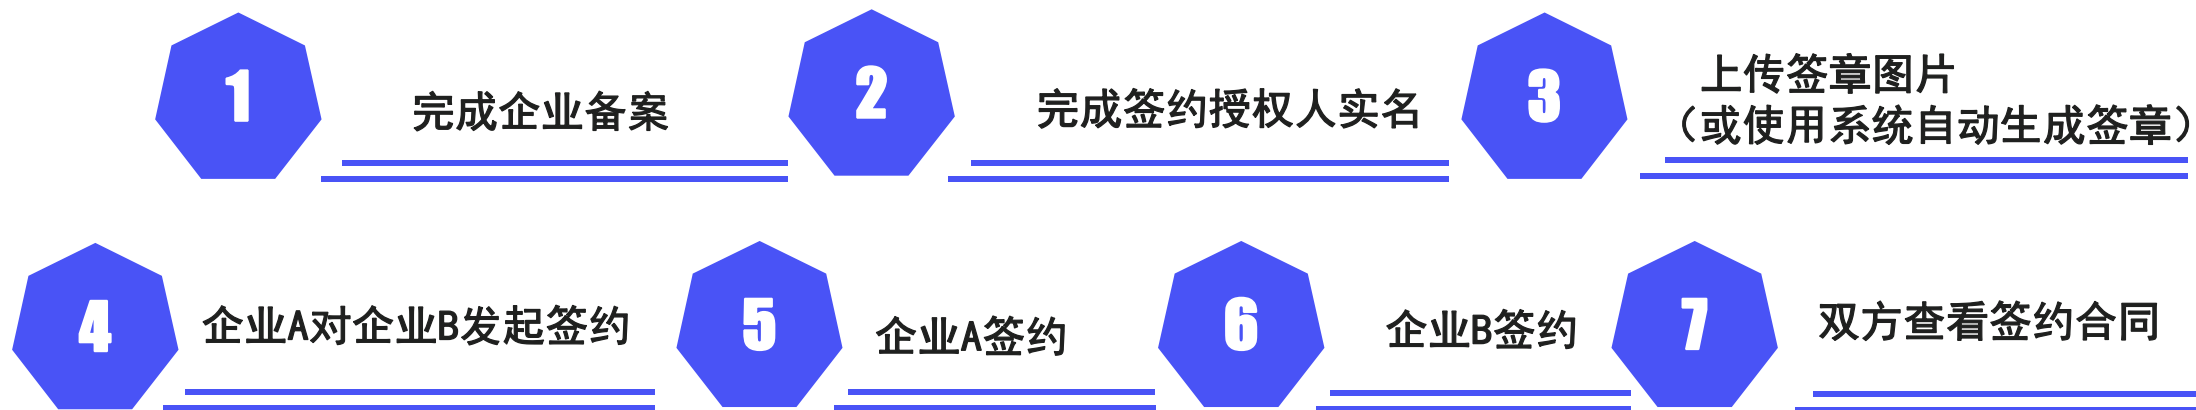 1
完成企业备案
2
完成签约授权人实名
3
上传签章图片
（或使用系统自动生成签章）
4
企业A对企业B发起签约
5
企业A签约
6
企业B签约
7
双方查看签约合同